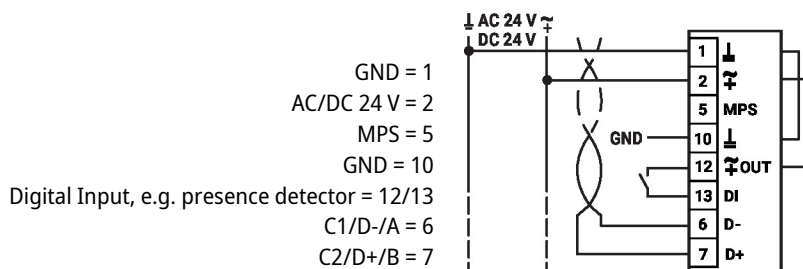 ⊥ AC 24 V ~
DC 24 V +
GND = 1
AC/DC 24 V = 2
MPS = 5
GND = 10
Digital Input, e.g. presence detector = 12/13
C1/D-/A = 6
C2/D+/B = 7
1 ⊥
2 ~+
5 MPS
GND 10 ⊥
12 ~+ OUT
13 DI
6 D-
7 D+